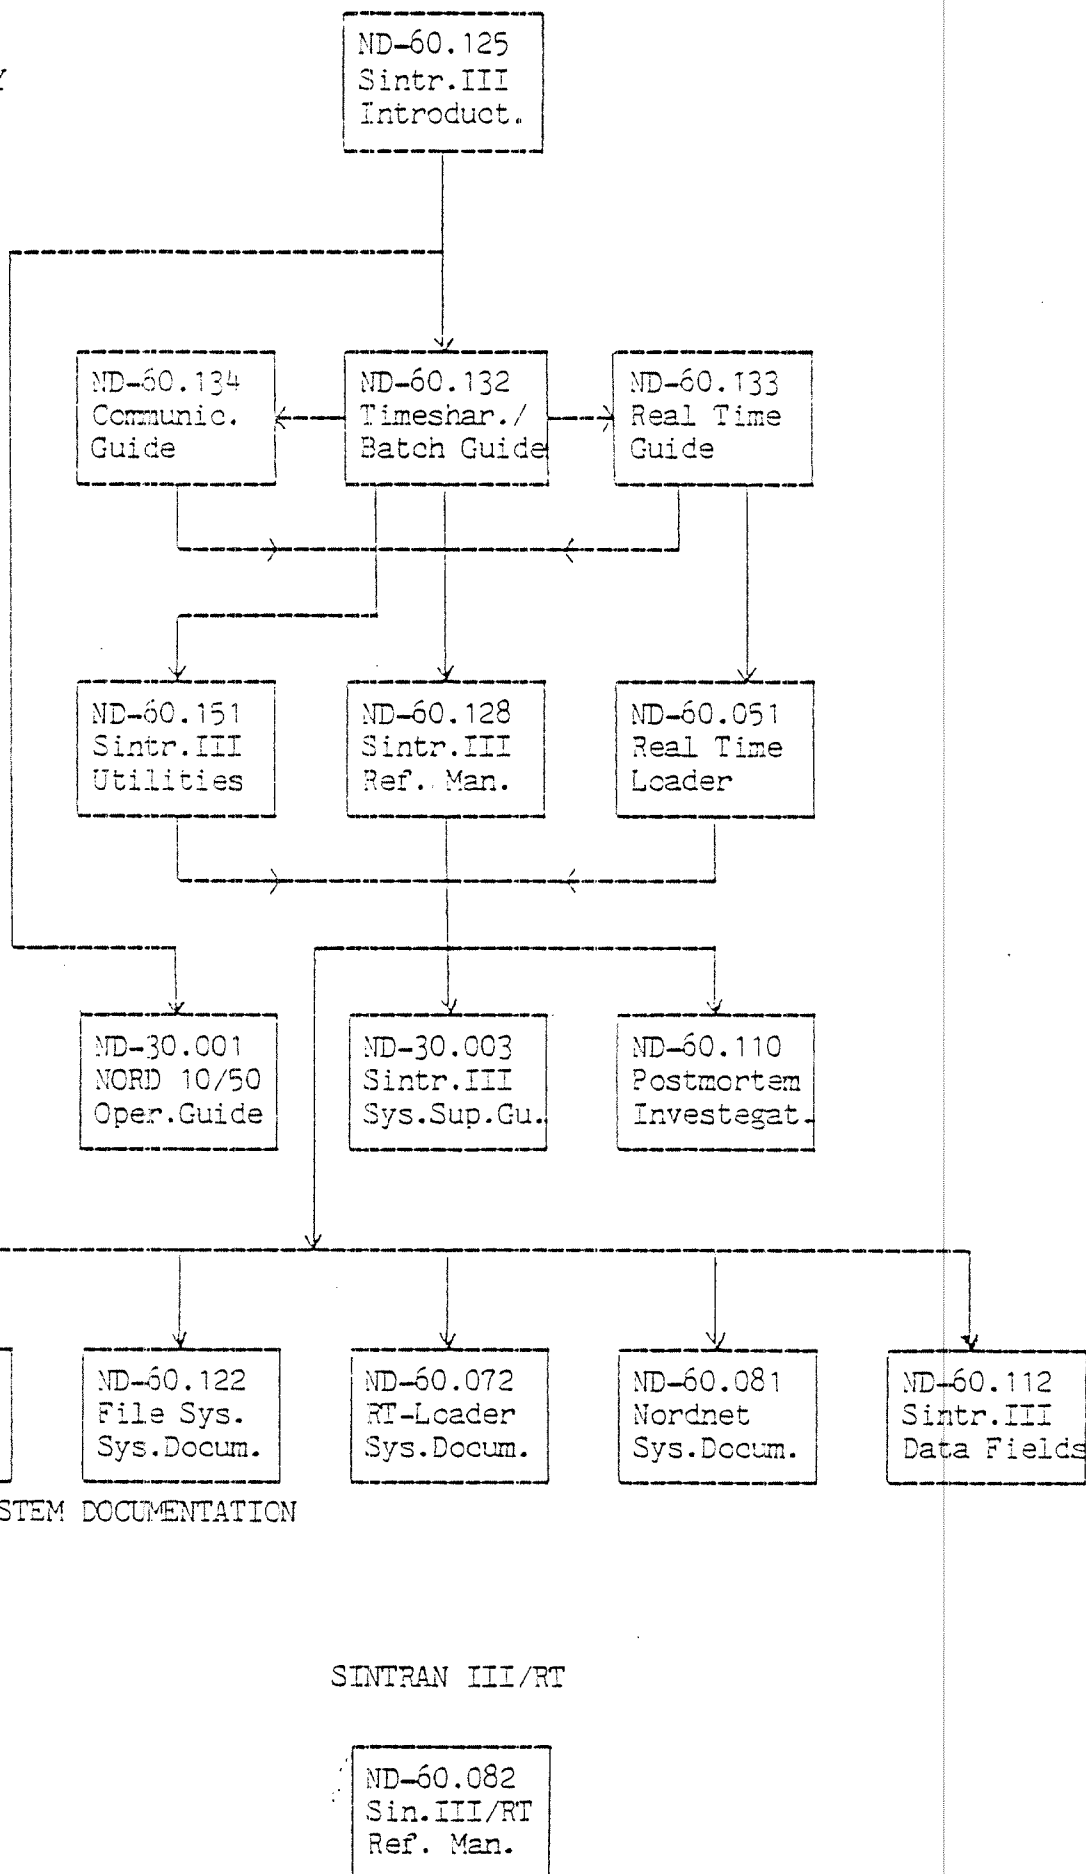 Y
ND-60.125
Sintr.III
Introduct.
ND-60.134
Communic.
Guide
ND-60.132
Timeshar./
Batch Guide
ND-60.133
Real Time
Guide
ND-60.151
Sintr.III
Utilities
ND-60.128
Sintr.III
Ref. Man.
ND-60.051
Real Time
Loader
ND-30.001
NORD 10/50
Oper.Guide
ND-30.003
Sintr.III
Sys.Sup.Gu.
ND-60.110
Postmortem
Investegat.
ND-60.122
File Sys.
Sys.Docum.
ND-60.072
RT-Loader
Sys.Docum.
ND-60.081
Nordnet
Sys.Docum.
ND-60.112
Sintr.III
Data Fields
STEM DOCUMENTATION
SINTRAN III/RT
ND-60.082
Sin.III/RT
Ref. Man.